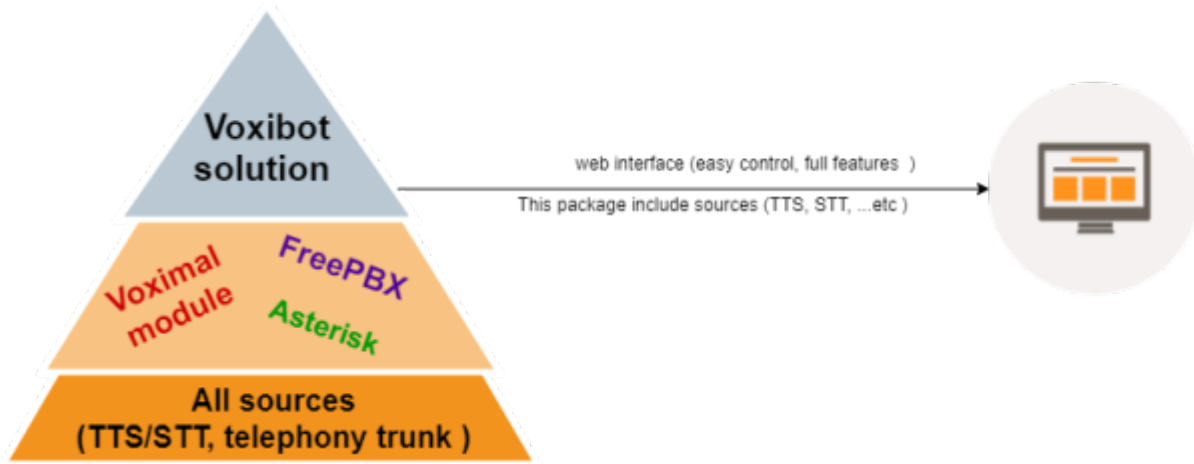 Voxibot
solution
web interface (easy control, full features )
This package include sources (TTS, STT, ...etc )
Voximal
module
FreePBX
Asterisk
All sources
(TTS/STT, telephony trunk )